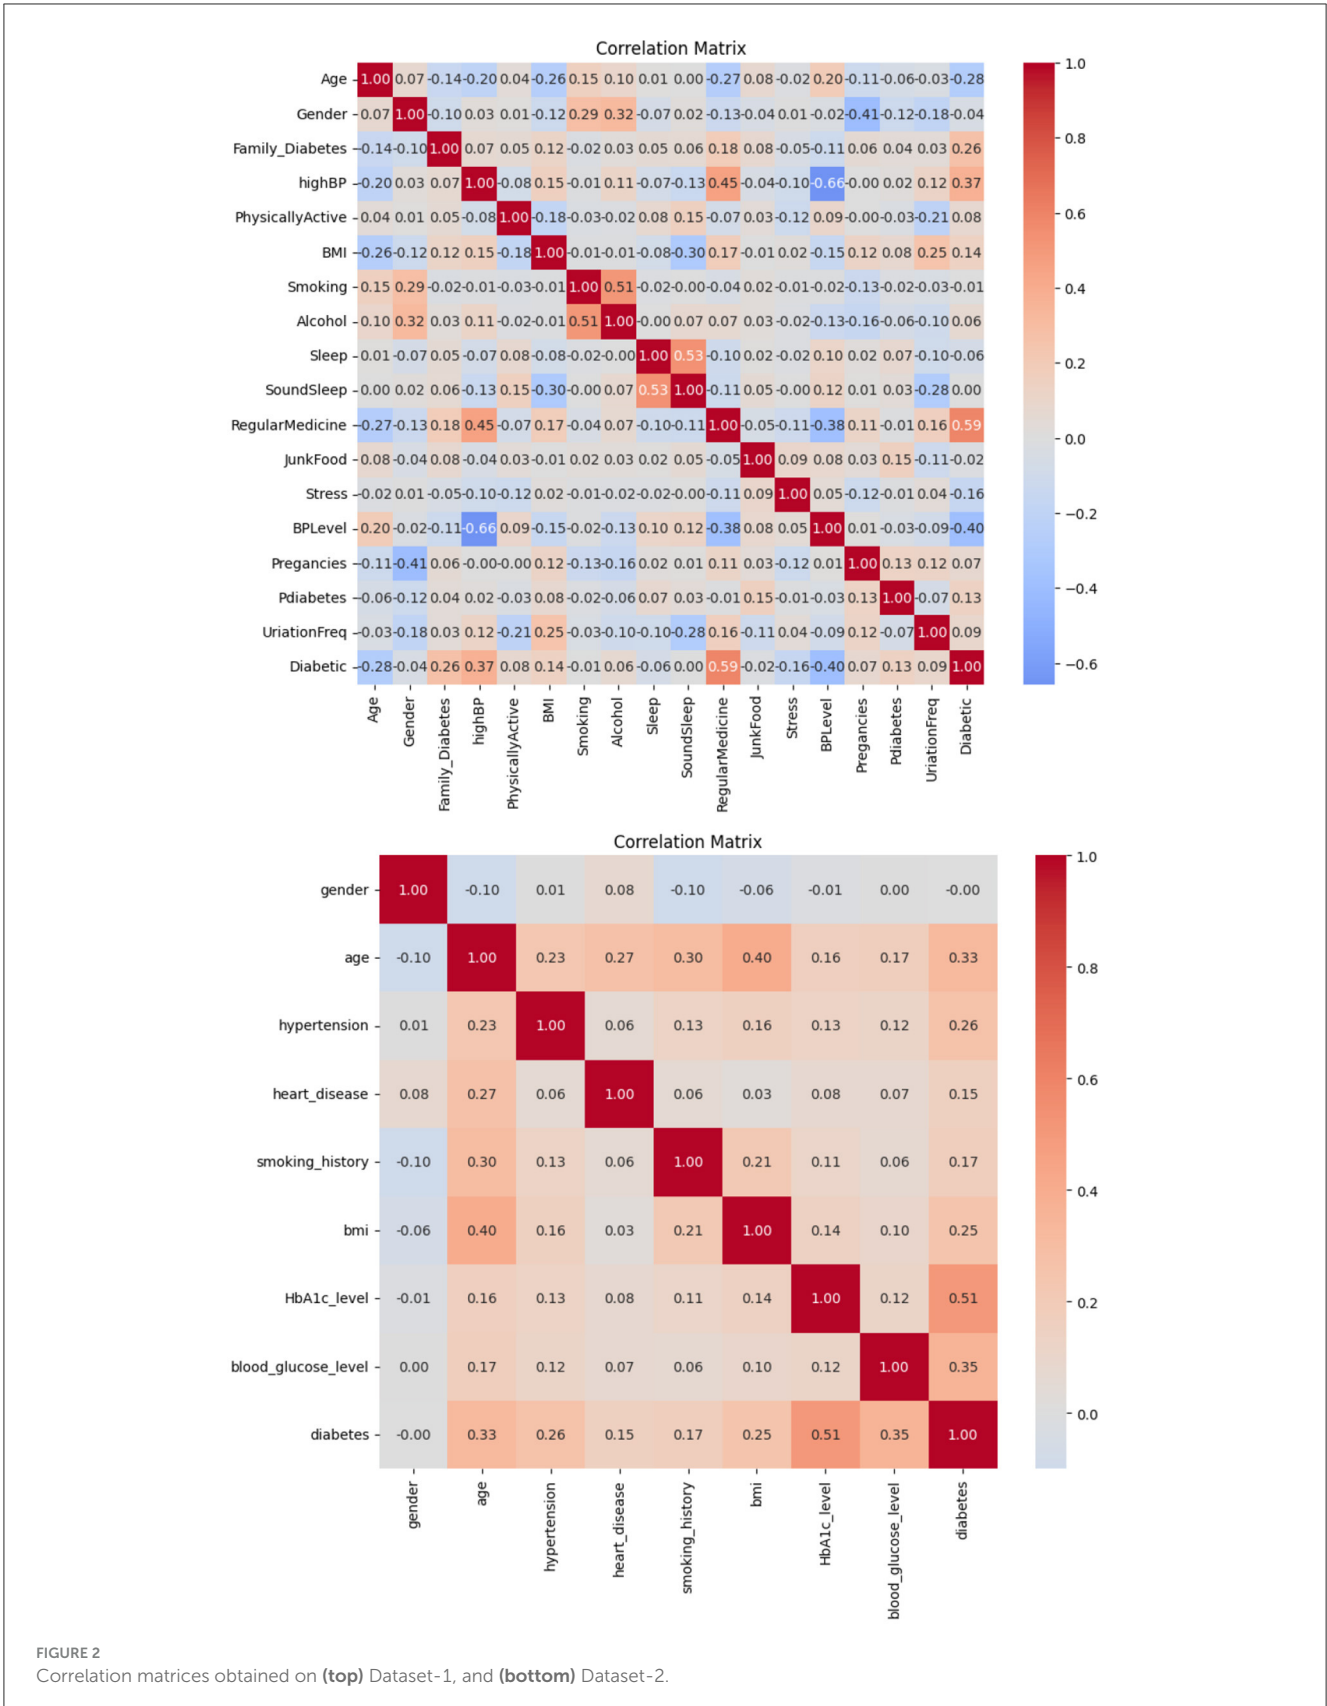 Correlation Matrix
Age 1.00 0.07 -0.14 -0.20 0.04 -0.26 0.15 0.10 0.01 0.00 -0.27 0.08 -0.02 0.20 -0.11 -0.06 -0.03 -0.28
Gender 0.07 1.00 -0.10 0.03 0.01 -0.12 0.29 0.32 -0.07 0.02 -0.13 -0.04 0.01 -0.02 -0.41 -0.12 -0.18 -0.04
Family_Diabetes -0.14 -0.10 1.00 0.07 0.05 0.12 -0.02 0.03 0.05 0.06 0.18 0.08 -0.05 -0.11 0.06 0.04 0.03 0.26
highBP -0.20 0.03 0.07 1.00 -0.08 0.15 -0.01 0.11 -0.07 -0.13 0.45 -0.04 -0.10 -0.66 -0.00 0.02 0.12 0.37
PhysicallyActive 0.04 0.01 0.05 -0.08 1.00 -0.18 -0.03 -0.02 0.08 0.15 -0.07 0.03 -0.12 0.09 -0.00 -0.03 -0.21 0.08
BMI -0.26 -0.12 0.12 0.15 -0.18 1.00 -0.01 -0.01 -0.08 -0.30 0.17 -0.01 0.02 -0.15 0.12 0.08 0.25 0.14
Smoking 0.15 0.29 -0.02 -0.01 -0.03 -0.01 1.00 0.51 -0.02 -0.00 -0.04 0.02 -0.01 -0.02 -0.13 -0.02 -0.03 -0.01
Alcohol 0.10 0.32 0.03 0.11 -0.02 -0.01 0.51 1.00 -0.00 0.07 0.07 0.03 -0.02 -0.13 -0.16 -0.06 -0.10 0.06
Sleep 0.01 -0.07 0.05 -0.07 0.08 -0.08 -0.02 -0.00 1.00 0.53 -0.10 0.02 -0.02 0.10 0.02 0.07 -0.10 -0.06
SoundSleep 0.00 0.02 0.06 -0.13 0.15 -0.30 -0.00 0.07 0.53 1.00 -0.11 0.05 -0.00 0.12 0.01 0.03 -0.28 0.00
RegularMedicine -0.27 -0.13 0.18 0.45 -0.07 0.17 -0.04 0.07 -0.10 -0.11 1.00 -0.05 -0.11 -0.38 0.11 -0.01 0.16 0.59
JunkFood 0.08 -0.04 0.08 -0.04 0.03 -0.01 0.02 0.03 0.02 0.05 -0.05 1.00 0.09 0.08 0.03 0.15 -0.11 -0.02
Stress -0.02 0.01 -0.05 -0.10 -0.12 0.02 -0.01 -0.02 -0.02 -0.00 -0.11 0.09 1.00 0.05 -0.12 -0.01 0.04 -0.16
BPLevel 0.20 -0.02 -0.11 -0.66 0.09 -0.15 -0.02 -0.13 0.10 0.12 -0.38 0.08 0.05 1.00 0.01 -0.03 -0.09 -0.40
Pregancies -0.11 -0.41 0.06 -0.00 -0.00 0.12 -0.13 -0.16 0.02 0.01 0.11 0.03 -0.12 0.01 1.00 0.13 0.12 0.07
Pdiabetes -0.06 -0.12 0.04 0.02 -0.03 0.08 -0.02 -0.06 0.07 0.03 -0.01 0.15 -0.01 -0.03 0.13 1.00 -0.07 0.13
UriationFreq -0.03 -0.18 0.03 0.12 -0.21 0.25 -0.03 -0.10 -0.10 -0.28 0.16 -0.11 0.04 -0.09 0.12 -0.07 1.00 0.09
Diabetic -0.28 -0.04 0.26 0.37 0.08 0.14 -0.01 0.06 -0.06 0.00 0.59 -0.02 -0.16 -0.40 0.07 0.13 0.09 1.00
Age Gender Family_Diabetes highBP PhysicallyActive BMI Smoking Alcohol Sleep SoundSleep RegularMedicine JunkFood Stress BPLevel Pregancies Pdiabetes UriationFreq Diabetic
1.0
0.8
0.6
0.4
0.2
0.0
−0.2
−0.4
−0.6
Correlation Matrix
gender 1.00 -0.10 0.01 0.08 -0.10 -0.06 -0.01 0.00 -0.00
age -0.10 1.00 0.23 0.27 0.30 0.40 0.16 0.17 0.33
hypertension 0.01 0.23 1.00 0.06 0.13 0.16 0.13 0.12 0.26
heart_disease 0.08 0.27 0.06 1.00 0.06 0.03 0.08 0.07 0.15
smoking_history -0.10 0.30 0.13 0.06 1.00 0.21 0.11 0.06 0.17
bmi -0.06 0.40 0.16 0.03 0.21 1.00 0.14 0.10 0.25
HbA1c_level -0.01 0.16 0.13 0.08 0.11 0.14 1.00 0.12 0.51
blood_glucose_level 0.00 0.17 0.12 0.07 0.06 0.10 0.12 1.00 0.35
diabetes -0.00 0.33 0.26 0.15 0.17 0.25 0.51 0.35 1.00
gender age hypertension heart_disease smoking_history bmi HbA1c_level blood_glucose_level diabetes
1.0
0.8
0.6
0.4
0.2
0.0
FIGURE 2
Correlation matrices obtained on (top) Dataset-1, and (bottom) Dataset-2.